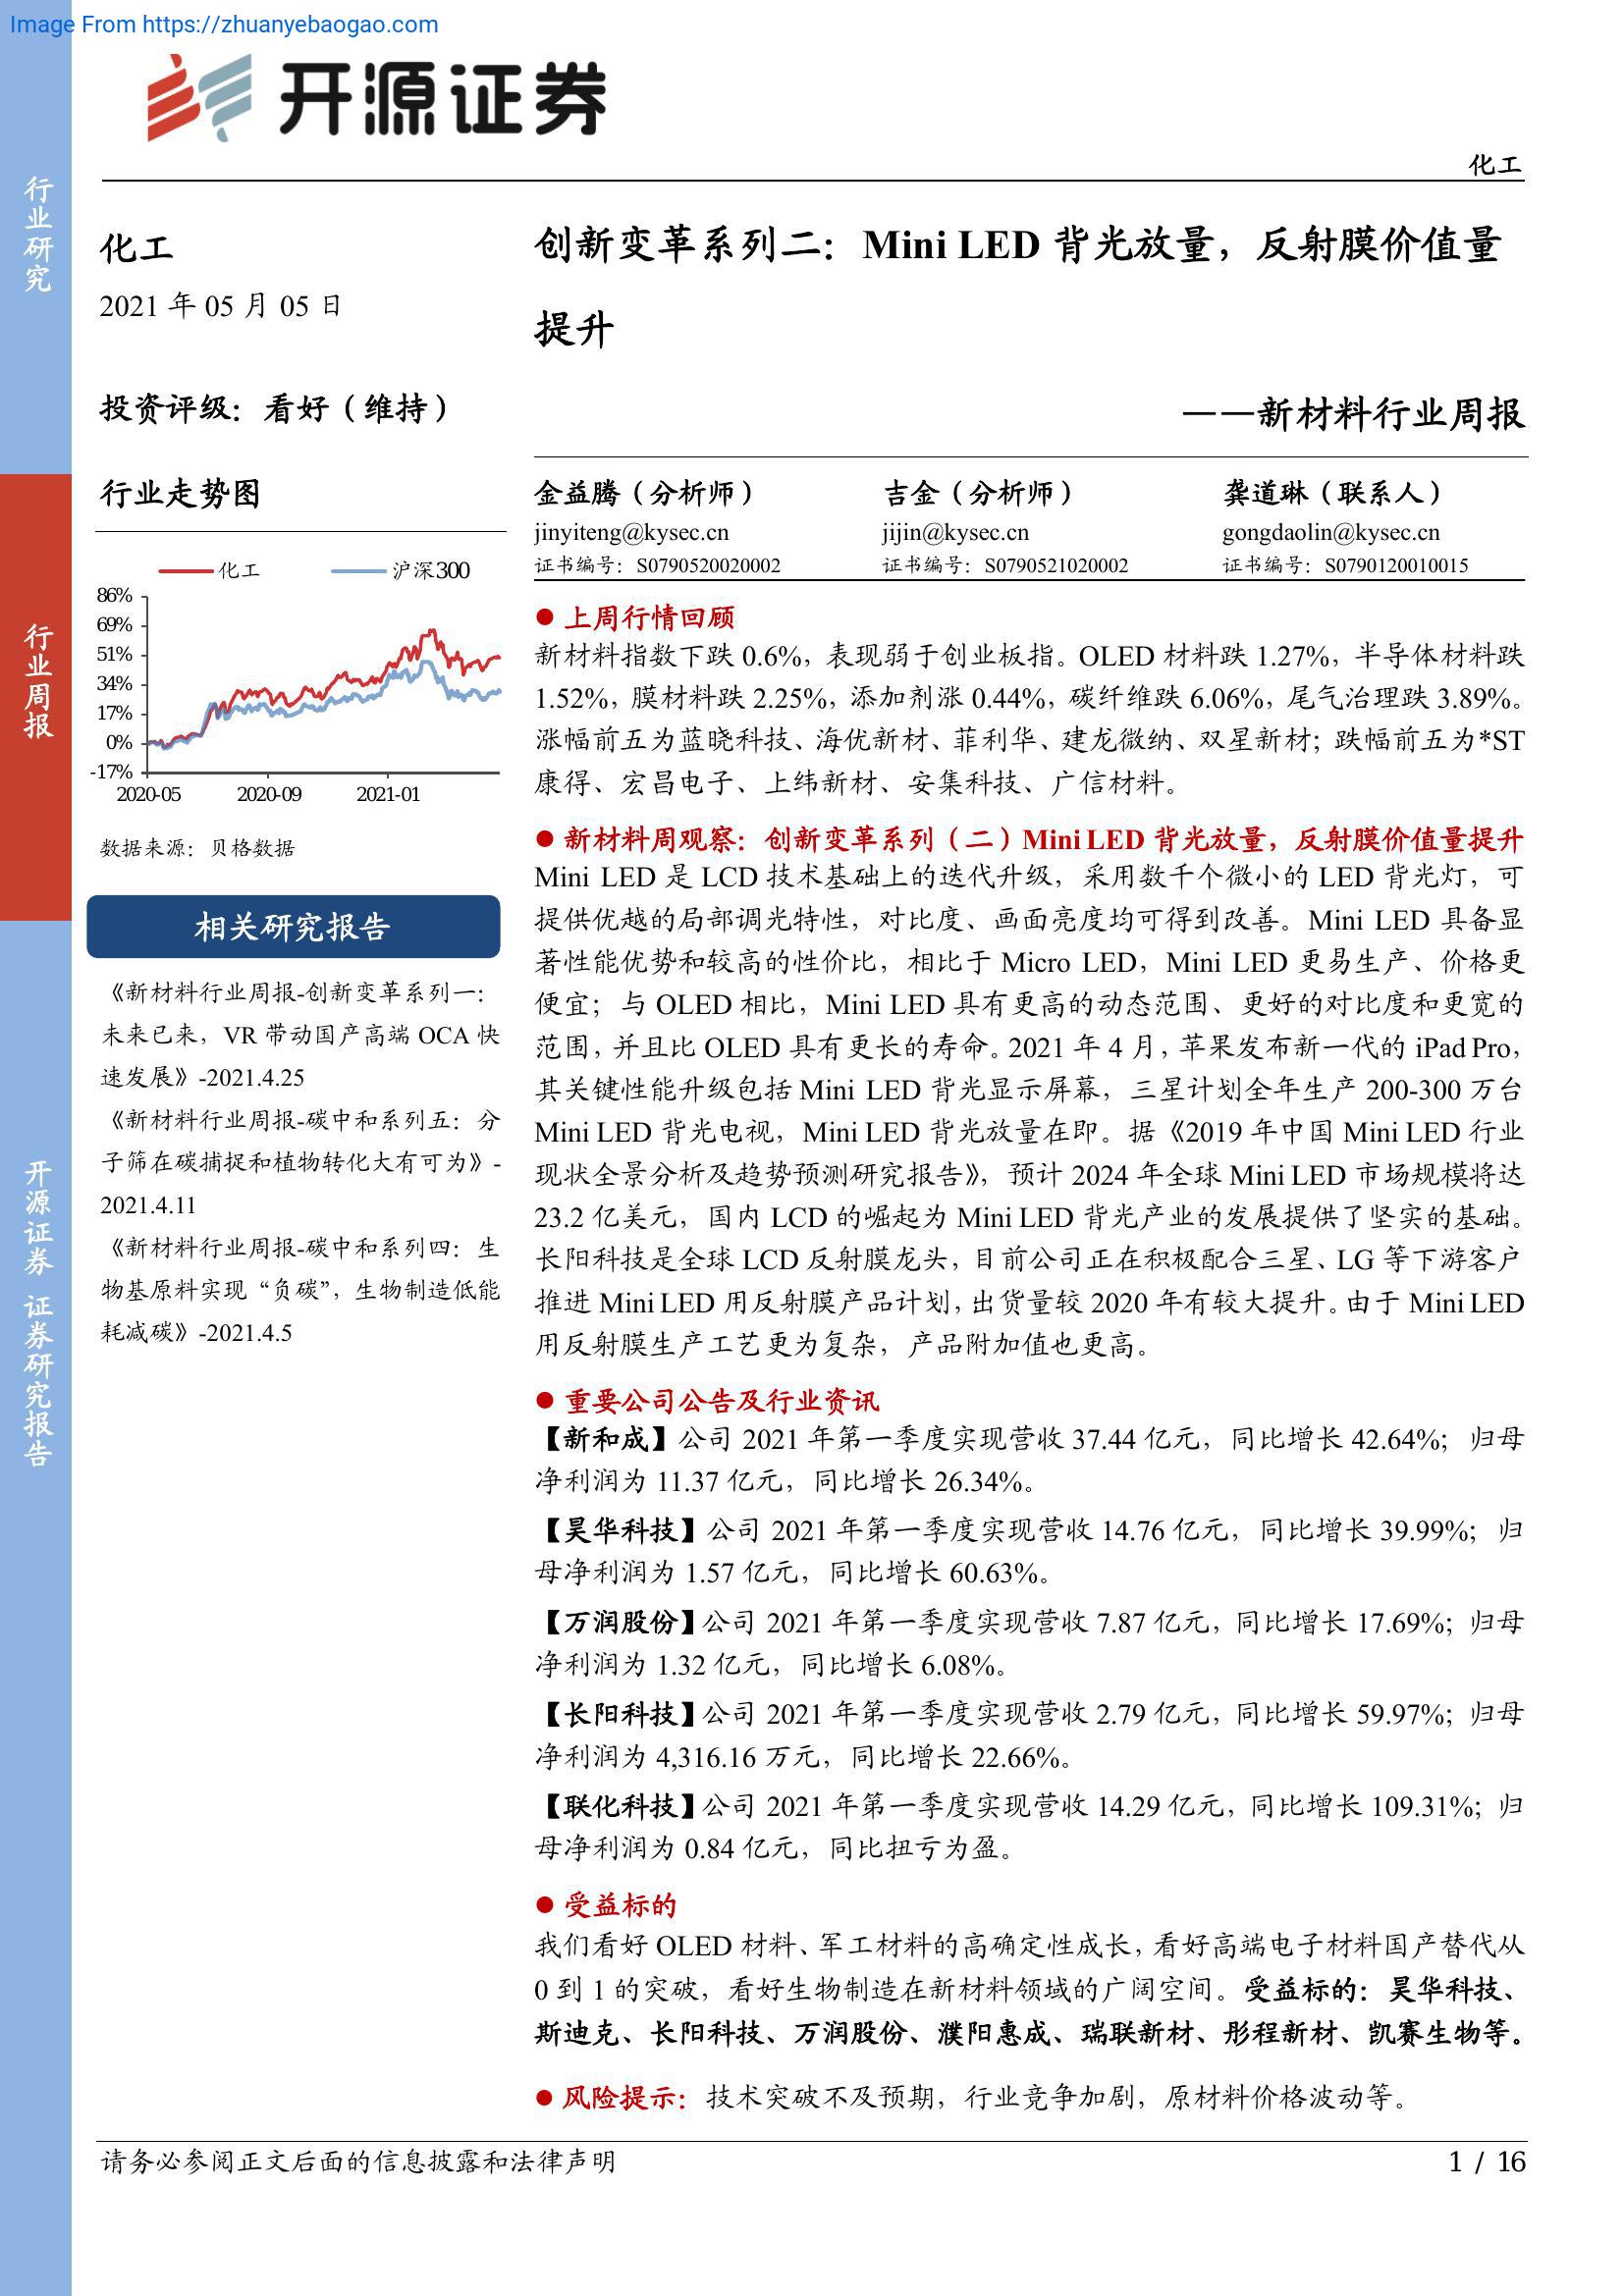 Image From https://zhuanyebaogao.com
开源证券
化工
行业研究
行业周报
开源证券 证券研究报告
化工
2021 年 05 月 05 日
投资评级：看好（维持）
行业走势图
化工
沪深300
86%
69%
51%
34%
17%
0%
-17%
2020-05
2020-09
2021-01
数据来源：贝格数据
相关研究报告
《新材料行业周报-创新变革系列一：
未来已来，VR 带动国产高端 OCA 快
速发展》-2021.4.25
《新材料行业周报-碳中和系列五：分
子筛在碳捕捉和植物转化大有可为》-
2021.4.11
《新材料行业周报-碳中和系列四：生
物基原料实现“负碳”，生物制造低能
耗减碳》-2021.4.5
创新变革系列二：Mini LED 背光放量，反射膜价值量
提升
——新材料行业周报
金益腾（分析师）
吉金（分析师）
龚道琳（联系人）
jinyiteng@kysec.cn
jijin@kysec.cn
gongdaolin@kysec.cn
证书编号：S0790520020002
证书编号：S0790521020002
证书编号：S0790120010015
● 上周行情回顾
新材料指数下跌 0.6%，表现弱于创业板指。OLED 材料跌 1.27%，半导体材料跌
1.52%，膜材料跌 2.25%，添加剂涨 0.44%，碳纤维跌 6.06%，尾气治理跌 3.89%。
涨幅前五为蓝晓科技、海优新材、菲利华、建龙微纳、双星新材；跌幅前五为*ST
康得、宏昌电子、上纬新材、安集科技、广信材料。
● 新材料周观察：创新变革系列（二）Mini LED 背光放量，反射膜价值量提升
Mini LED 是 LCD 技术基础上的迭代升级，采用数千个微小的 LED 背光灯，可
提供优越的局部调光特性，对比度、画面亮度均可得到改善。Mini LED 具备显
著性能优势和较高的性价比，相比于 Micro LED，Mini LED 更易生产、价格更
便宜；与 OLED 相比，Mini LED 具有更高的动态范围、更好的对比度和更宽的
范围，并且比 OLED 具有更长的寿命。2021 年 4 月，苹果发布新一代的 iPad Pro，
其关键性能升级包括 Mini LED 背光显示屏幕，三星计划全年生产 200-300 万台
Mini LED 背光电视，Mini LED 背光放量在即。据《2019 年中国 Mini LED 行业
现状全景分析及趋势预测研究报告》，预计 2024 年全球 Mini LED 市场规模将达
23.2 亿美元，国内 LCD 的崛起为 Mini LED 背光产业的发展提供了坚实的基础。
长阳科技是全球 LCD 反射膜龙头，目前公司正在积极配合三星、LG 等下游客户
推进 Mini LED 用反射膜产品计划，出货量较 2020 年有较大提升。由于 Mini LED
用反射膜生产工艺更为复杂，产品附加值也更高。
● 重要公司公告及行业资讯
【新和成】公司 2021 年第一季度实现营收 37.44 亿元，同比增长 42.64%；归母
净利润为 11.37 亿元，同比增长 26.34%。
【昊华科技】公司 2021 年第一季度实现营收 14.76 亿元，同比增长 39.99%；归
母净利润为 1.57 亿元，同比增长 60.63%。
【万润股份】公司 2021 年第一季度实现营收 7.87 亿元，同比增长 17.69%；归母
净利润为 1.32 亿元，同比增长 6.08%。
【长阳科技】公司 2021 年第一季度实现营收 2.79 亿元，同比增长 59.97%；归母
净利润为 4,316.16 万元，同比增长 22.66%。
【联化科技】公司 2021 年第一季度实现营收 14.29 亿元，同比增长 109.31%；归
母净利润为 0.84 亿元，同比扭亏为盈。
● 受益标的
我们看好 OLED 材料、军工材料的高确定性成长，看好高端电子材料国产替代从
0 到 1 的突破，看好生物制造在新材料领域的广阔空间。受益标的：昊华科技、
斯迪克、长阳科技、万润股份、濮阳惠成、瑞联新材、彤程新材、凯赛生物等。
● 风险提示：技术突破不及预期，行业竞争加剧，原材料价格波动等。
请务必参阅正文后面的信息披露和法律声明
1 / 16